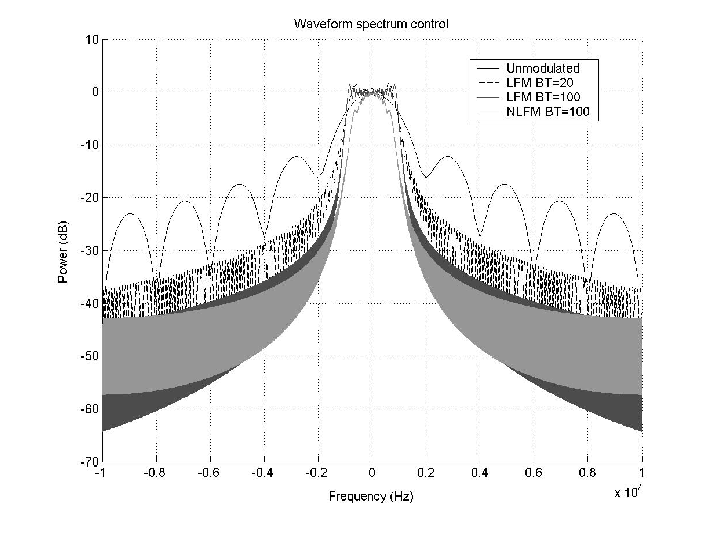 Waveform spectrum control
10
0
-10
-20
-30
-40
-50
-60
-70
Power (dB)
Unmodulated
LFM BT=20
LFM BT=100
NLFM BT=100
-1 -0.8 -0.6 -0.4 -0.2 0 0.2 0.4 0.6 0.8 1
x 10^7
Frequency (Hz)